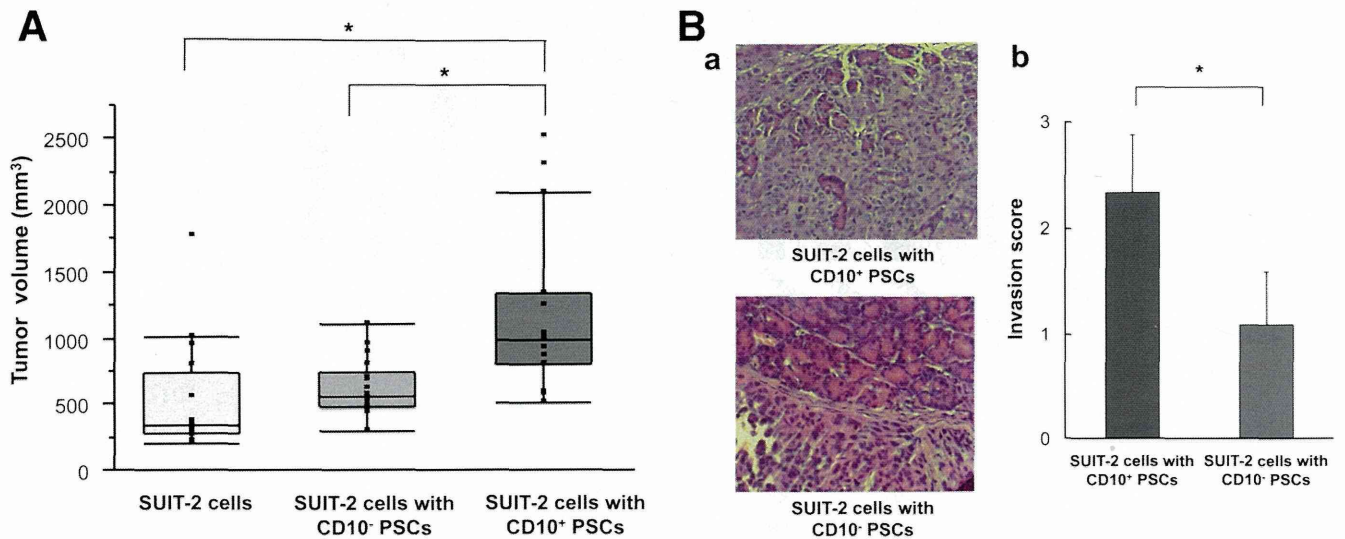 A
*
*
Tumor volume (mm³)
2500
2000
1500
1000
500
0
SUIT-2 cells
SUIT-2 cells with
CD10⁻ PSCs
SUIT-2 cells with
CD10⁺ PSCs
B
a
SUIT-2 cells with
CD10⁺ PSCs
SUIT-2 cells with
CD10⁻ PSCs
b
*
Invasion score
3
2
1
0
SUIT-2 cells with
CD10⁺ PSCs
SUIT-2 cells with
CD10⁻ PSCs